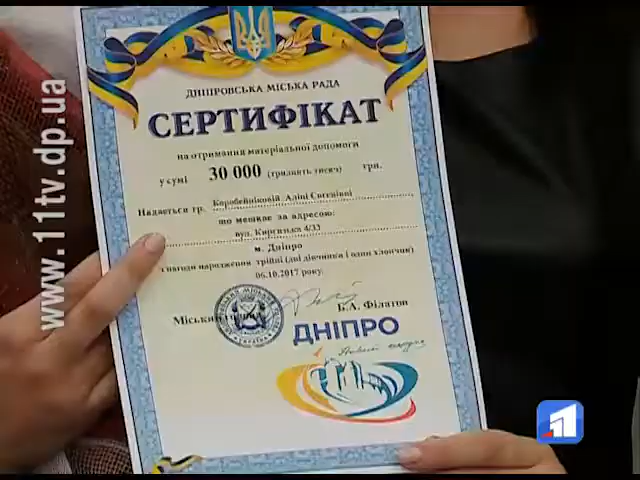 ДНІПРОВСЬКА МІСЬКА РАДА
СЕРТИФІКАТ
на отримання матеріальної допомоги
у сумі 30 000 (тридцять тисяч) грн.
Надається гр. Коробейніковій Аліні Євгенівні
що мешкає за адресою:
вул. Киргизька 4/33
м. Дніпро
з нагоди народження трійні (дві дівчинки і один хлопчик)
06.10.2017 року.
Міський голова Б.А. Філатов
ДНІПРО
www.11tv.dp.ua